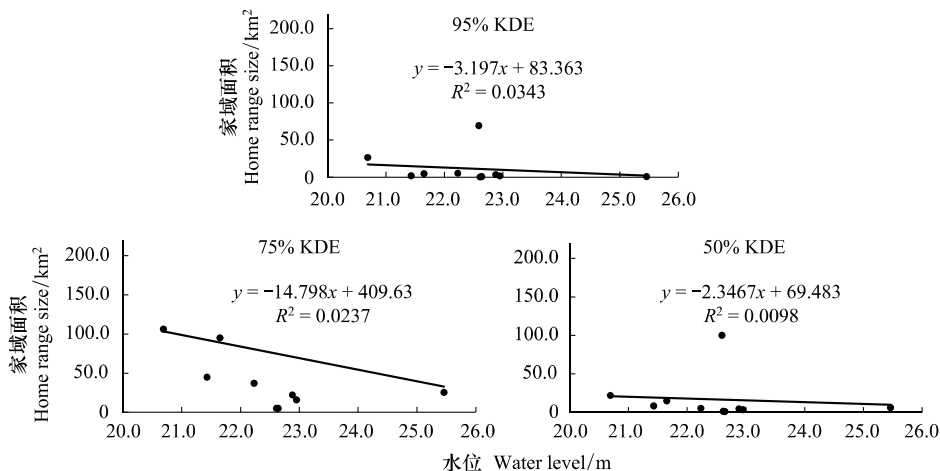 95% KDE
y = −3.197x + 83.363
R² = 0.0343
家域面积
Home range size/km²
200.0
150.0
100.0
50.0
0
20.0 21.0 22.0 23.0 24.0 25.0 26.0
75% KDE
y = −14.798x + 409.63
R² = 0.0237
家域面积
Home range size/km²
200.0
150.0
100.0
50.0
0
20.0 21.0 22.0 23.0 24.0 25.0 26.0
50% KDE
y = −2.3467x + 69.483
R² = 0.0098
200.0
150.0
100.0
50.0
0
20.0 21.0 22.0 23.0 24.0 25.0 26.0
水位 Water level/m